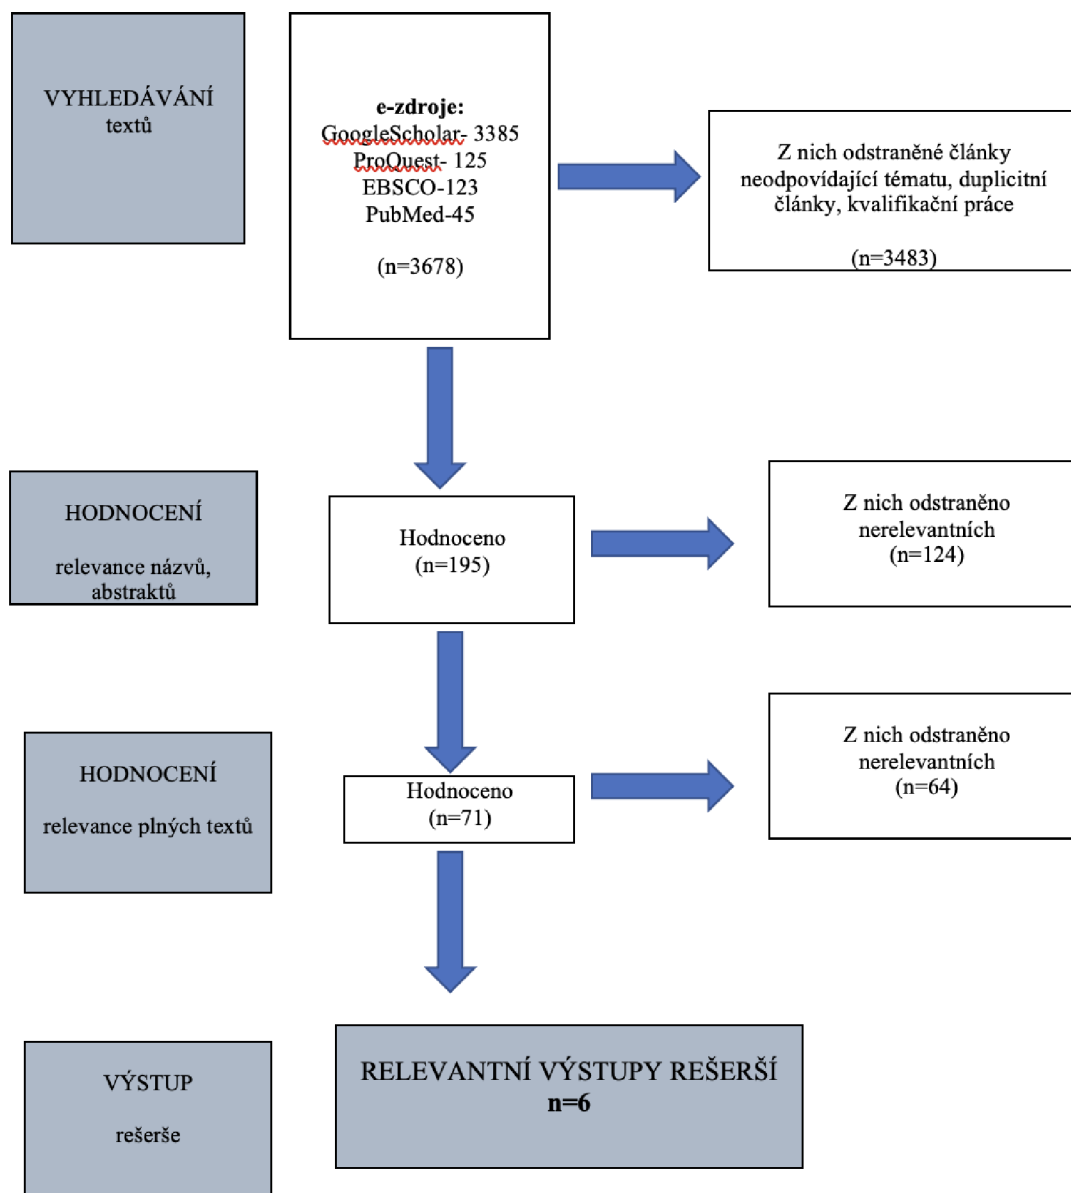 VYHLEDÁVÁNÍ
textů
e-zdroje:
GoogleScholar- 3385
ProQuest- 125
EBSCO-123
PubMed-45
(n=3678)
Z nich odstraněné články
neodpovídající tématu, duplicitní
články, kvalifikační práce
(n=3483)
HODNOCENÍ
relevance názvů,
abstraktů
Hodnoceno
(n=195)
Z nich odstraněno
nerelevantních
(n=124)
HODNOCENÍ
relevance plných textů
Hodnoceno
(n=71)
Z nich odstraněno
nerelevantních
(n=64)
VÝSTUP
rešerše
RELEVANTNÍ VÝSTUPY REŠERŠÍ
n=6